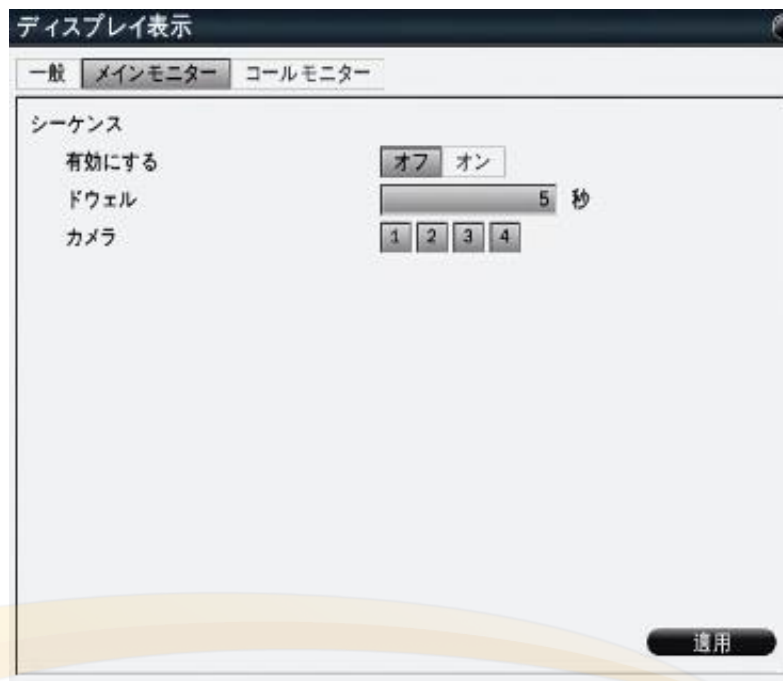 ディスプレイ表示
一般 メインモニター コールモニター
シーケンス
有効にする オフ オン
ドウェル 5 秒
カメラ 1 2 3 4
適用